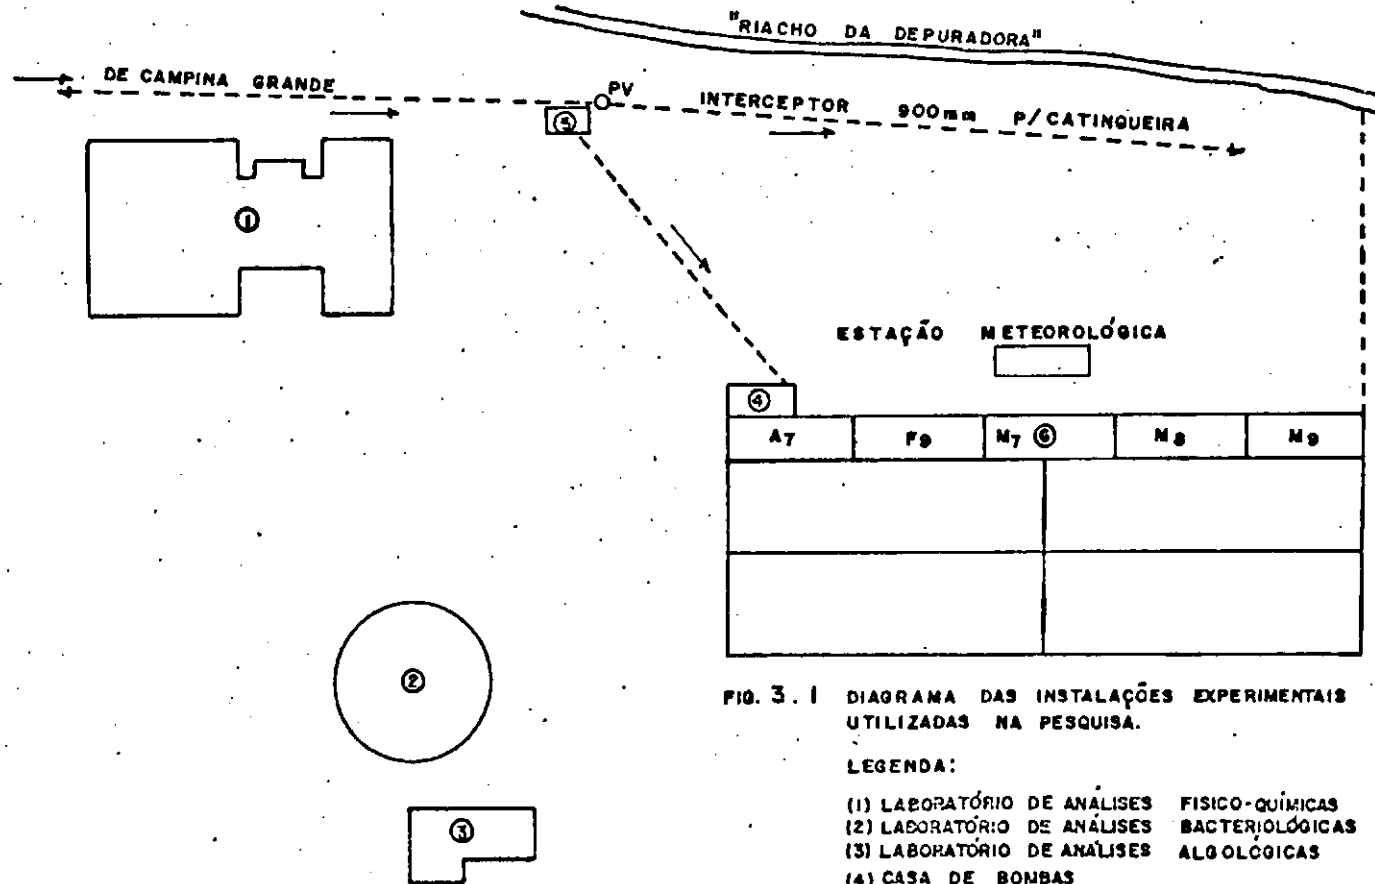 "RIACHO DA DEPURADORA"
DE CAMPINA GRANDE
PV
INTERCEPTOR 900mm P/CATINGUEIRA
5
1
ESTAÇÃO METEOROLÓGICA
4
A7 F9 M7 6 M8 M9
2
FIG. 3.1 DIAGRAMA DAS INSTALAÇÕES EXPERIMENTAIS
UTILIZADAS NA PESQUISA.
LEGENDA:
(1) LABORATÓRIO DE ANÁLISES FISICO-QUÍMICAS
(2) LABORATÓRIO DE ANÁLISES BACTERIOLÓGICAS
3
(3) LABORATÓRIO DE ANÁLISES ALGOLÓGICAS
(4) CASA DE BOMBAS